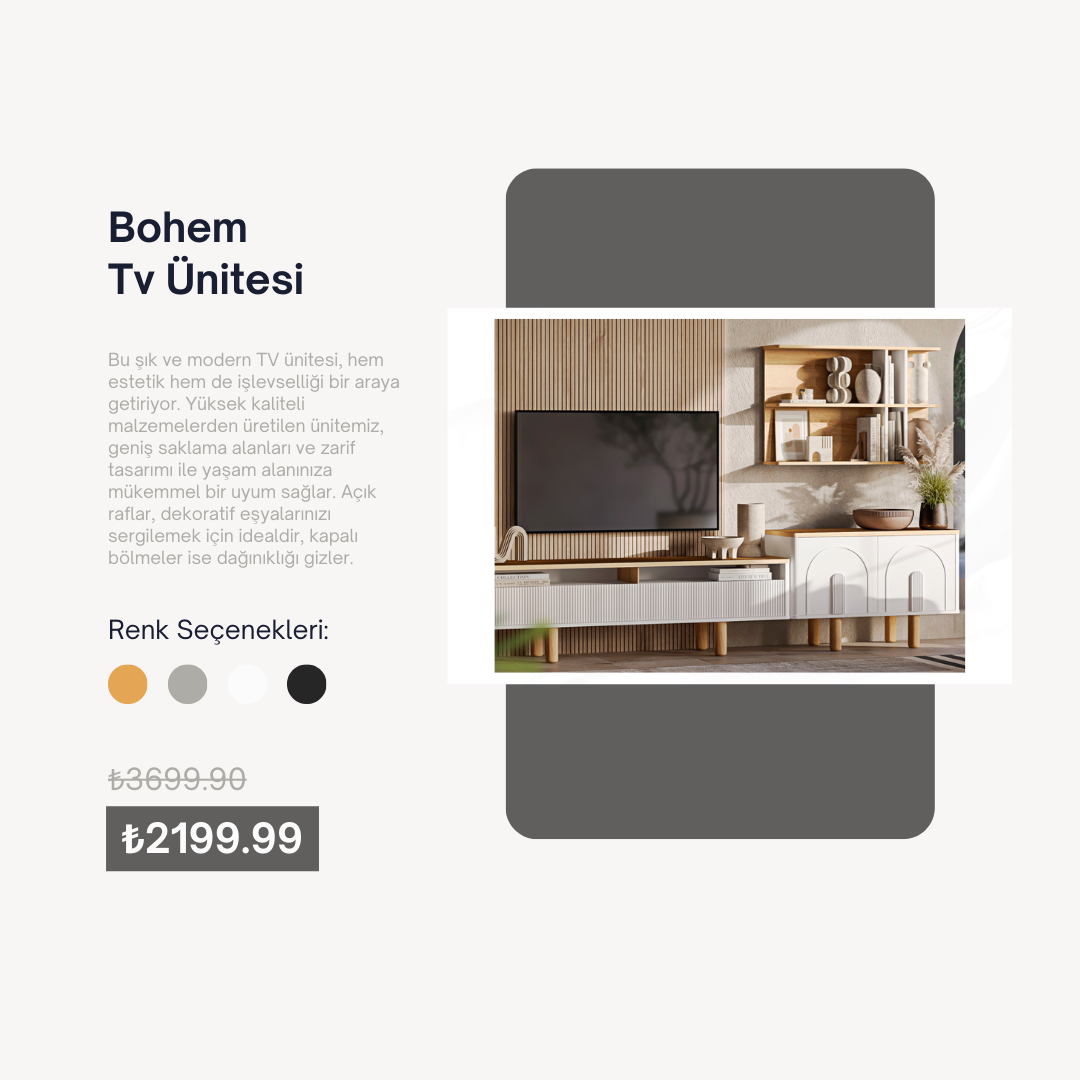 Bohem
Tv Ünitesi
Bu şık ve modern TV ünitesi, hem
estetik hem de işlevselliği bir araya
getiriyor. Yüksek kaliteli
malzemelerden üretilen ünitemiz,
geniş saklama alanları ve zarif
tasarımı ile yaşam alanınıza
mükemmel bir uyum sağlar. Açık
raflar, dekoratif eşyalarınızı
sergilemek için idealdir, kapalı
bölmeler ise dağınıklığı gizler.
Renk Seçenekleri:
₺3699.90
₺2199.99